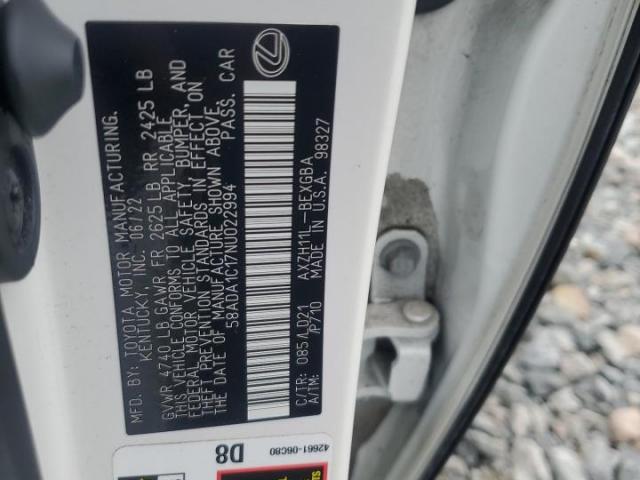 MFD. BY: TOYOTA MOTOR MANUFACTURING.
KENTUCKY, INC. 06/22
GVWR 4740 LB GAWR FR 2625 LB RR 2425 LB
THIS VEHICLE CONFORMS TO ALL APPLICABLE
FEDERAL MOTOR VEHICLE SAFETY, BUMPER, AND
THEFT PREVENTION STANDARDS IN EFFECT ON
THE DATE OF MANUFACTURE SHOWN ABOVE.
58ADA1C17NU022994 PASS. CAR
C/TR: 085/LD21 AXZH11L-BEXGBA
A/TM: /P710 MADE IN U.S.A. 98327
42661-06C80
D8